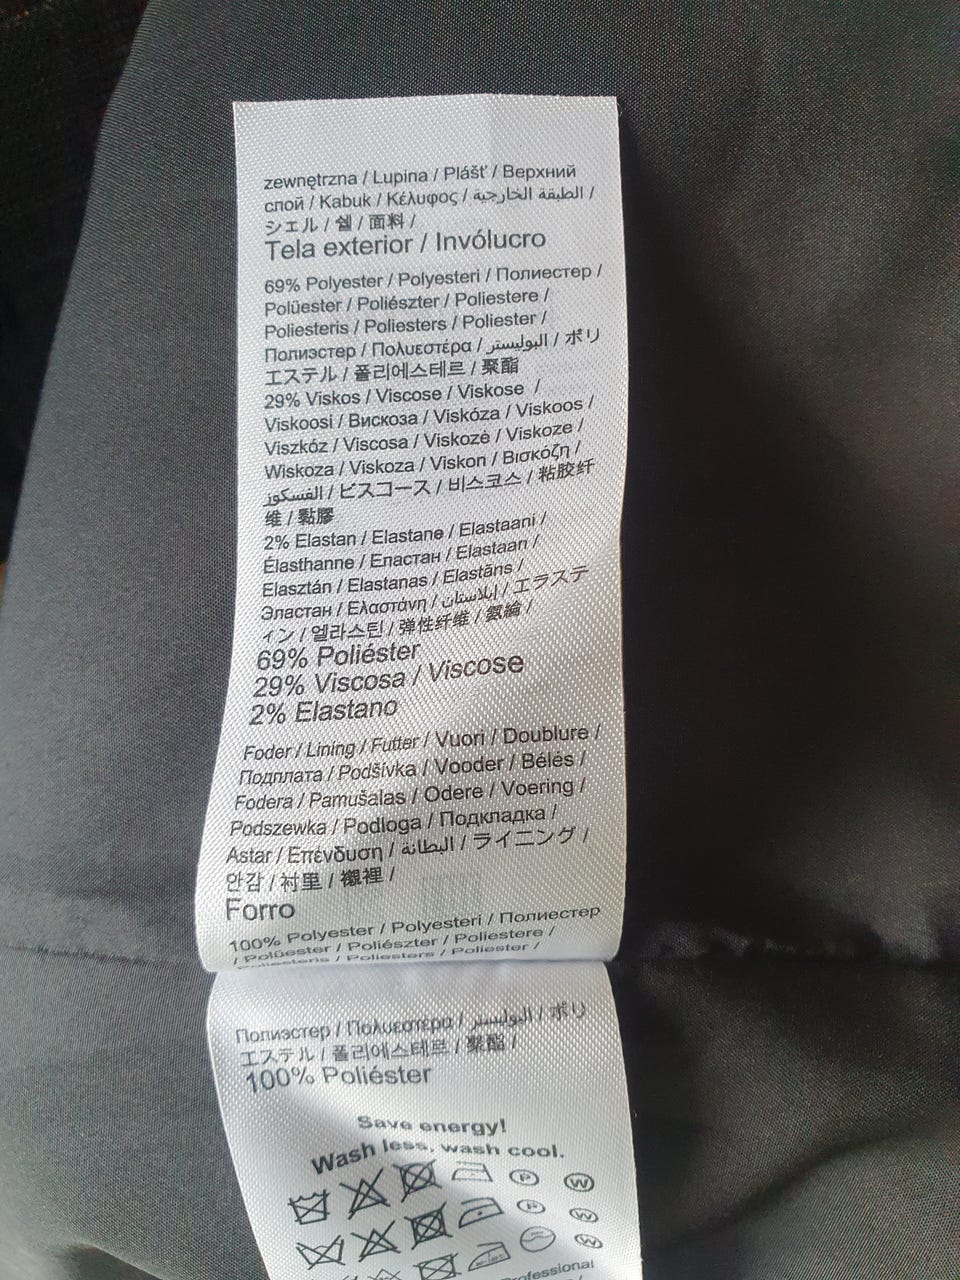 zewnętrzna / Lupina / Plášť / Верхний
слой / Kabuk / Κέλυφος / الطبقة الخارجية /
シェル / 쉘 / 面料 /
Tela exterior / Invólucro
69% Polyester / Polyesteri / Полиестер /
Polüester / Poliészter / Poliestere /
Poliesteris / Poliesters / Poliester /
Полиэстер / Πολυεστέρα / البوليستر / ポリ
エステル / 폴리에스테르 / 聚酯
29% Viskos / Viscose / Viskose /
Viskoosi / Вискоза / Viskóza / Viskoos /
Viszkóz / Viscosa / Viskozė / Viskoze /
Wiskoza / Viskoza / Viskon / Βισκόζη /
الفسكوز / ビスコース / 비스코스 / 粘胶纤
维 / 黏膠
2% Elastan / Elastane / Elastaani /
Élasthanne / Еластан / Elastaan /
Elasztán / Elastanas / Elastāns /
Эластан / Ελαστάνη / إيلاستان / エラステ
ィン / 엘라스틴 / 弹性纤维 / 氨綸 /
69% Poliéster
29% Viscosa / Viscose
2% Elastano
Foder / Lining / Futter / Vuori / Doublure /
Подплата / Podšívka / Vooder / Bélés /
Fodera / Pamušalas / Odere / Voering /
Podszewka / Podloga / Подкладка /
Astar / Επένδυση / البطانة / ライニング /
안감 / 衬里 / 襯裡 /
Forro
100% Polyester / Polyesteri / Полиестер
/ Polüester / Poliészter / Poliestere /
Poliesteris / Poliesters / Poliester /
Полиэстер / Πολυεστέρα / البوليستر / ポリ
エステル / 폴리에스테르 / 聚酯 /
100% Poliéster
Save energy!
Wash less, wash cool.
P W
P W
W
Professional